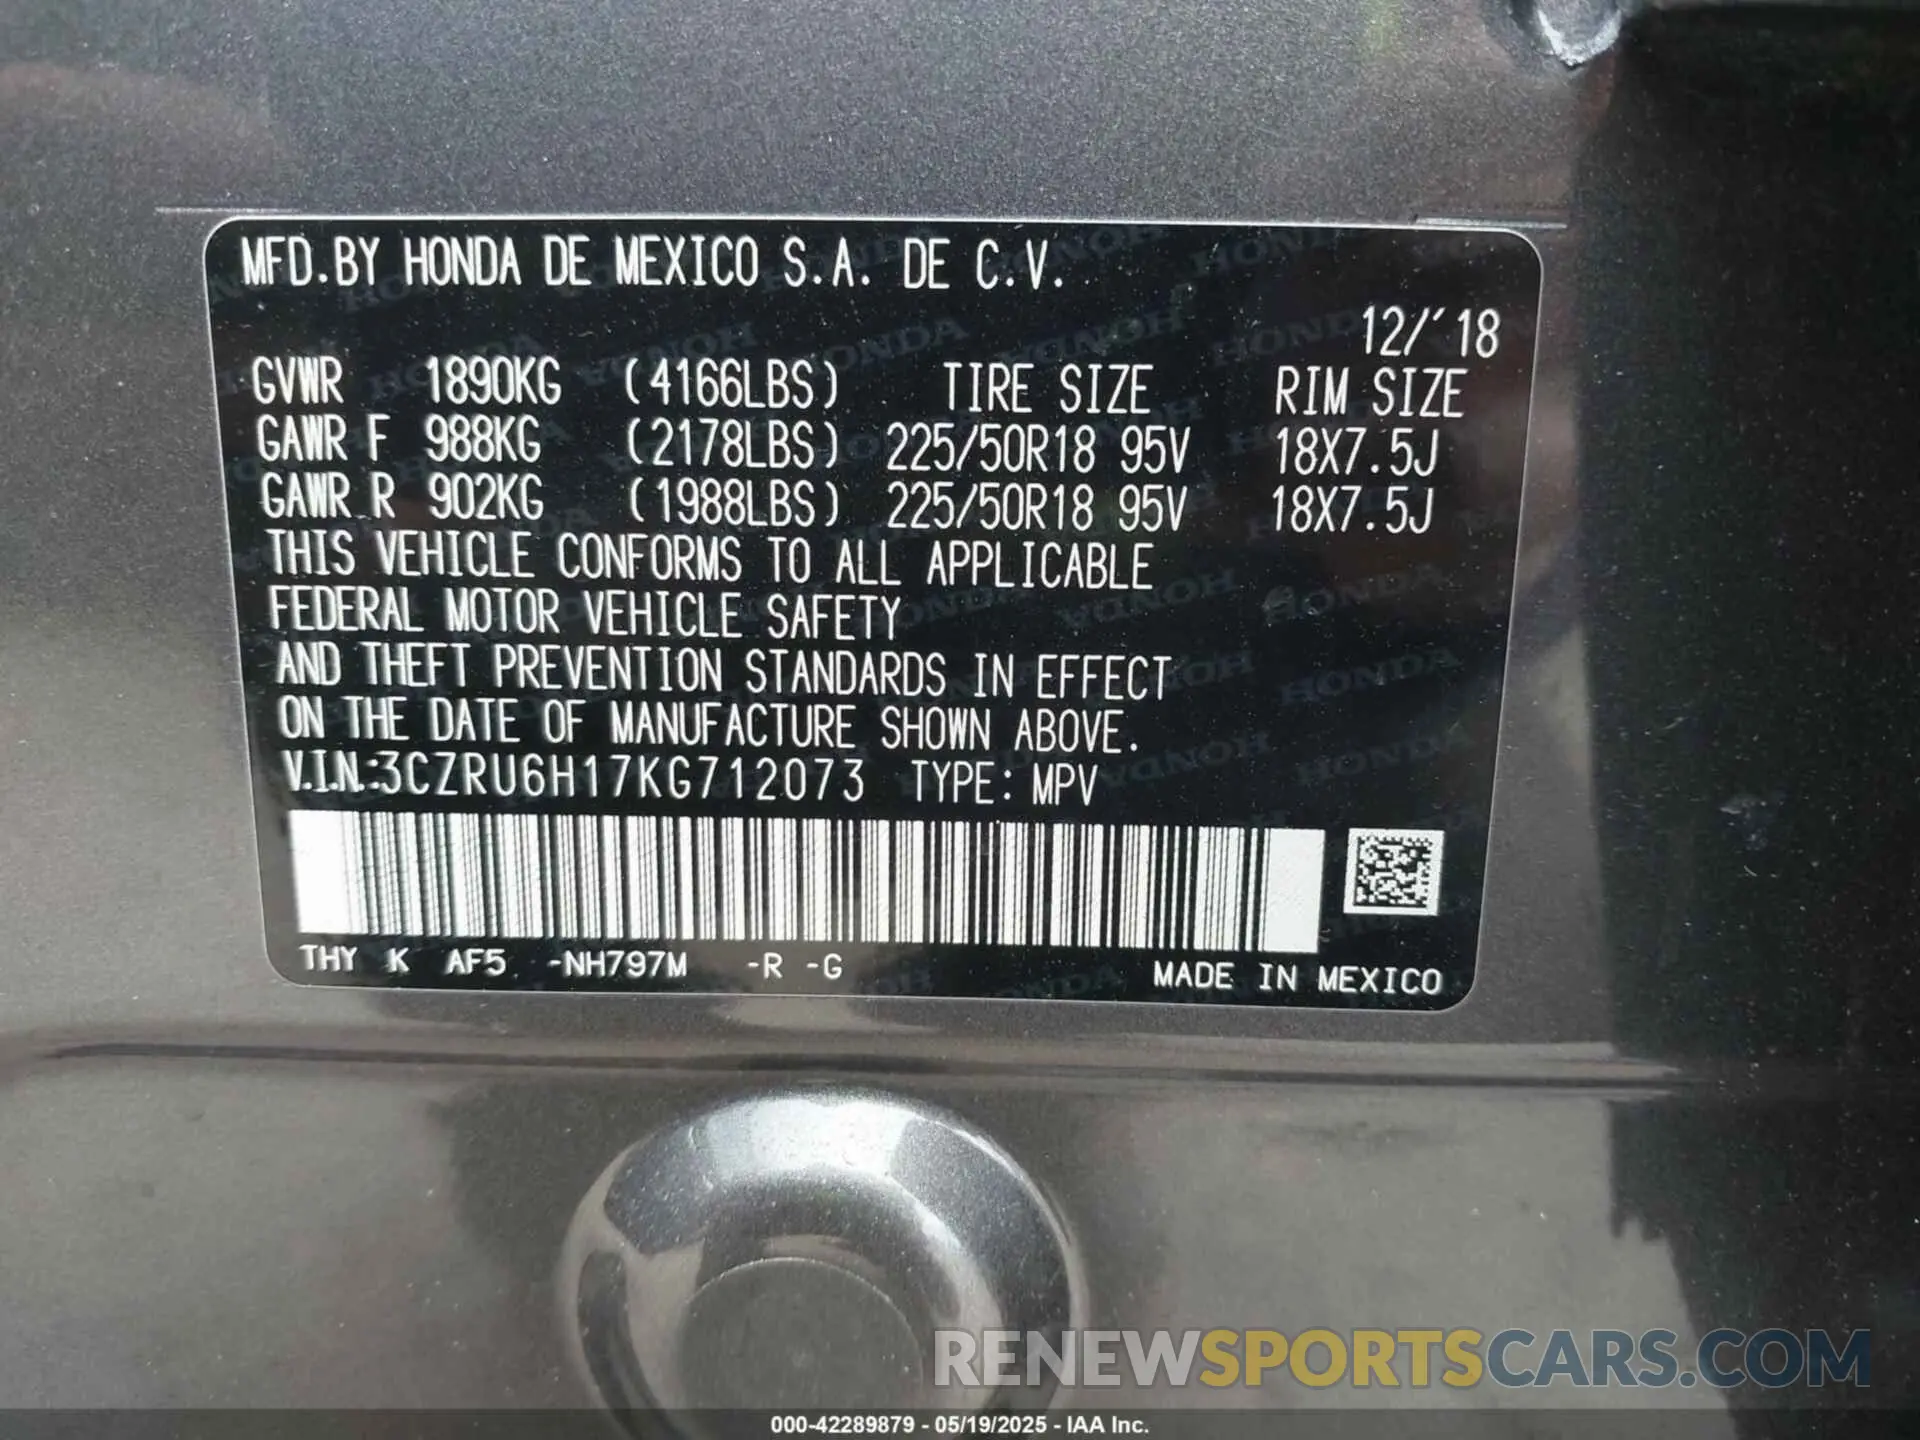 MFD.BY HONDA DE MEXICO S.A. DE C.V.
12/´18
GVWR 1890KG (4166LBS) TIRE SIZE RIM SIZE
GAWR F 988KG (2178LBS) 225/50R18 95V 18X7.5J
GAWR R 902KG (1988LBS) 225/50R18 95V 18X7.5J
THIS VEHICLE CONFORMS TO ALL APPLICABLE
FEDERAL MOTOR VEHICLE SAFETY
AND THEFT PREVENTION STANDARDS IN EFFECT
ON THE DATE OF MANUFACTURE SHOWN ABOVE.
V.I.N.:3CZRU6H17KG712073 TYPE: MPV
THY K AF5 -NH797M -R -G
MADE IN MEXICO
RENEWSPORTSCARS.COM
000-42289879 - 05/19/2025 - IAA Inc.